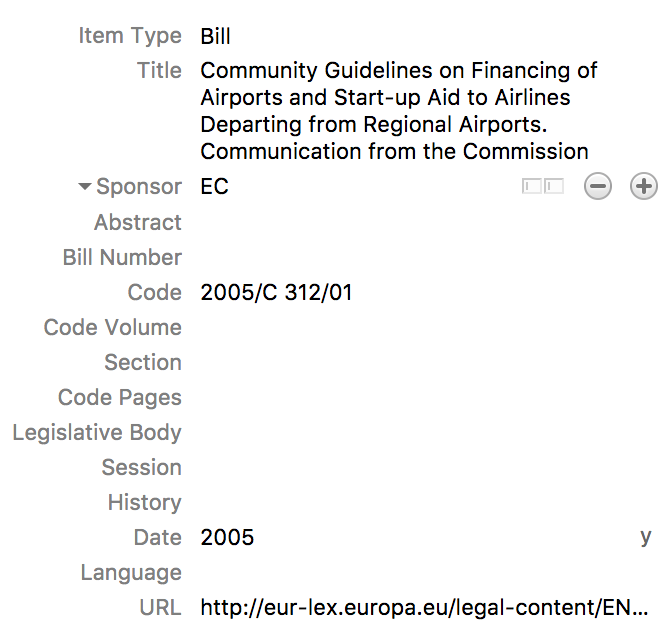 Item Type Bill
Title Community Guidelines on Financing of
Airports and Start-up Aid to Airlines
Departing from Regional Airports.
Communication from the Commission
Sponsor EC
Abstract
Bill Number
Code 2005/C 312/01
Code Volume
Section
Code Pages
Legislative Body
Session
History
Date 2005 y
Language
URL http://eur-lex.europa.eu/legal-content/EN...